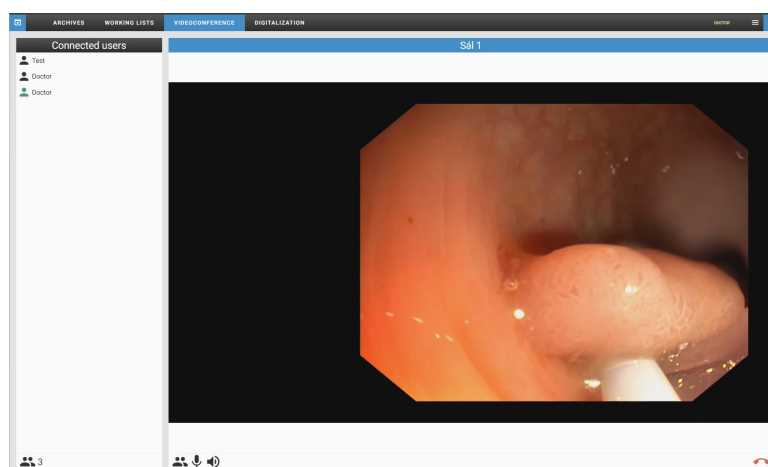 ARCHIVES WORKING LISTS VIDEOCONFERENCE DIGITALIZATION DOCTOR
Connected users
Sál 1
Test
Doctor
Doctor
3